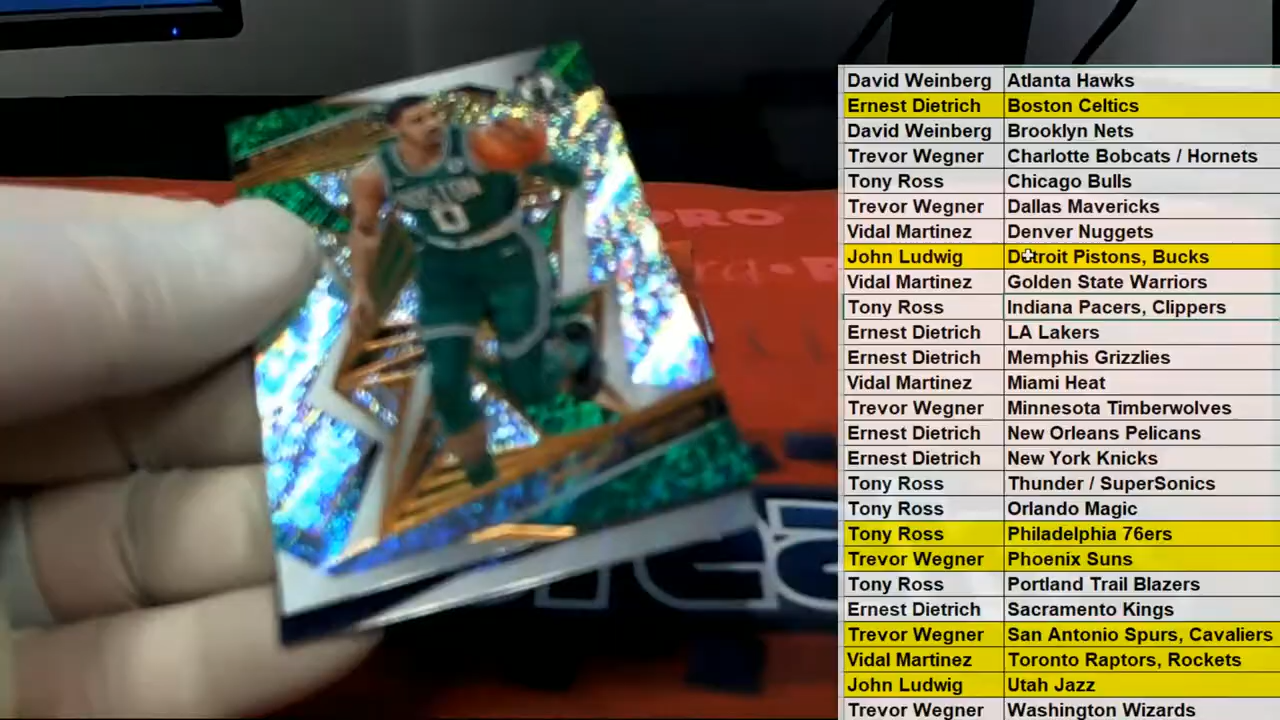 David Weinberg Atlanta Hawks
Ernest Dietrich Boston Celtics
David Weinberg Brooklyn Nets
Trevor Wegner Charlotte Bobcats / Hornets
Tony Ross Chicago Bulls
Trevor Wegner Dallas Mavericks
Vidal Martinez Denver Nuggets
John Ludwig Detroit Pistons, Bucks
Vidal Martinez Golden State Warriors
Tony Ross Indiana Pacers, Clippers
Ernest Dietrich LA Lakers
Ernest Dietrich Memphis Grizzlies
Vidal Martinez Miami Heat
Trevor Wegner Minnesota Timberwolves
Ernest Dietrich New Orleans Pelicans
Ernest Dietrich New York Knicks
Tony Ross Thunder / SuperSonics
Tony Ross Orlando Magic
Tony Ross Philadelphia 76ers
Trevor Wegner Phoenix Suns
Tony Ross Portland Trail Blazers
Ernest Dietrich Sacramento Kings
Trevor Wegner San Antonio Spurs, Cavaliers
Vidal Martinez Toronto Raptors, Rockets
John Ludwig Utah Jazz
Trevor Wegner Washington Wizards
BOSTON
0
PRO